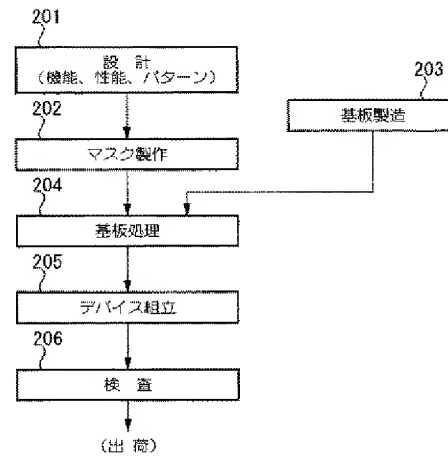 201
設 計
(機能、性能、パターン)
202
マスク製作
203
基板製造
204
基板処理
205
デバイス組立
206
検 査
(出 荷)